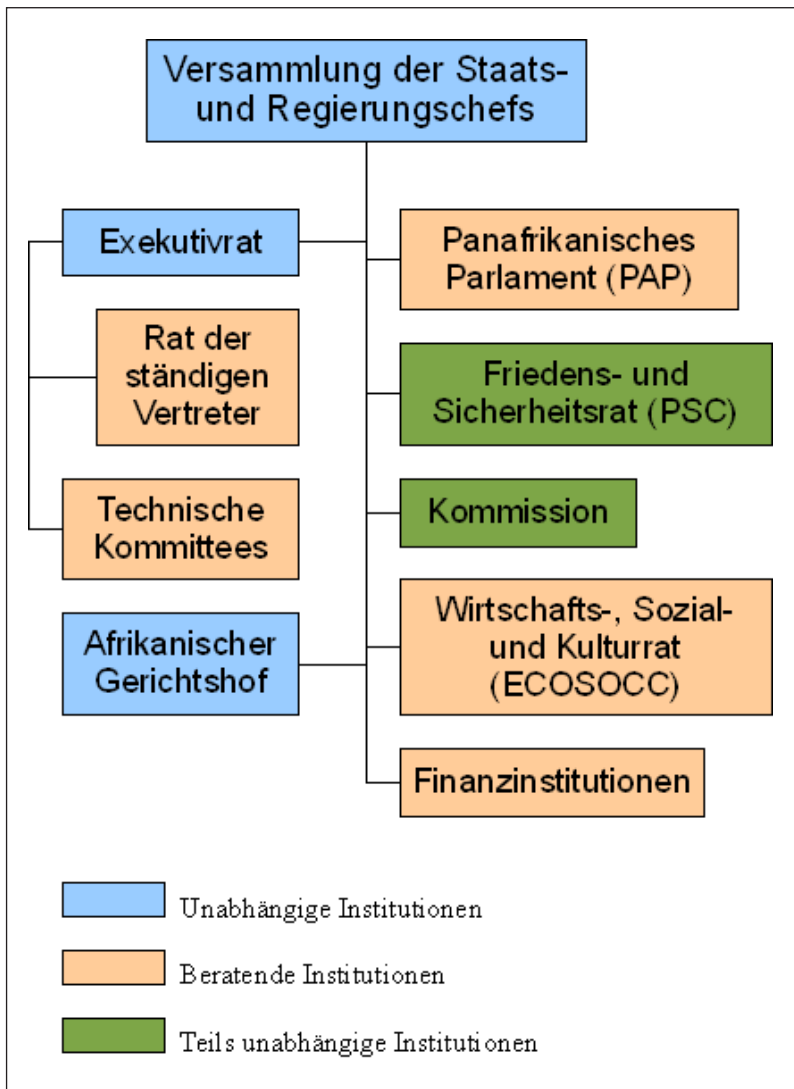 Versammlung der Staats-
und Regierungschefs
Exekutivrat
Panafrikanisches
Parlament (PAP)
Rat der
ständigen
Vertreter
Friedens- und
Sicherheitsrat (PSC)
Technische
Kommittees
Kommission
Afrikanischer
Gerichtshof
Wirtschafts-, Sozial-
und Kulturrat
(ECOSOCC)
Finanzinstitutionen
Unabhängige Institutionen
Beratende Institutionen
Teils unabhängige Institutionen